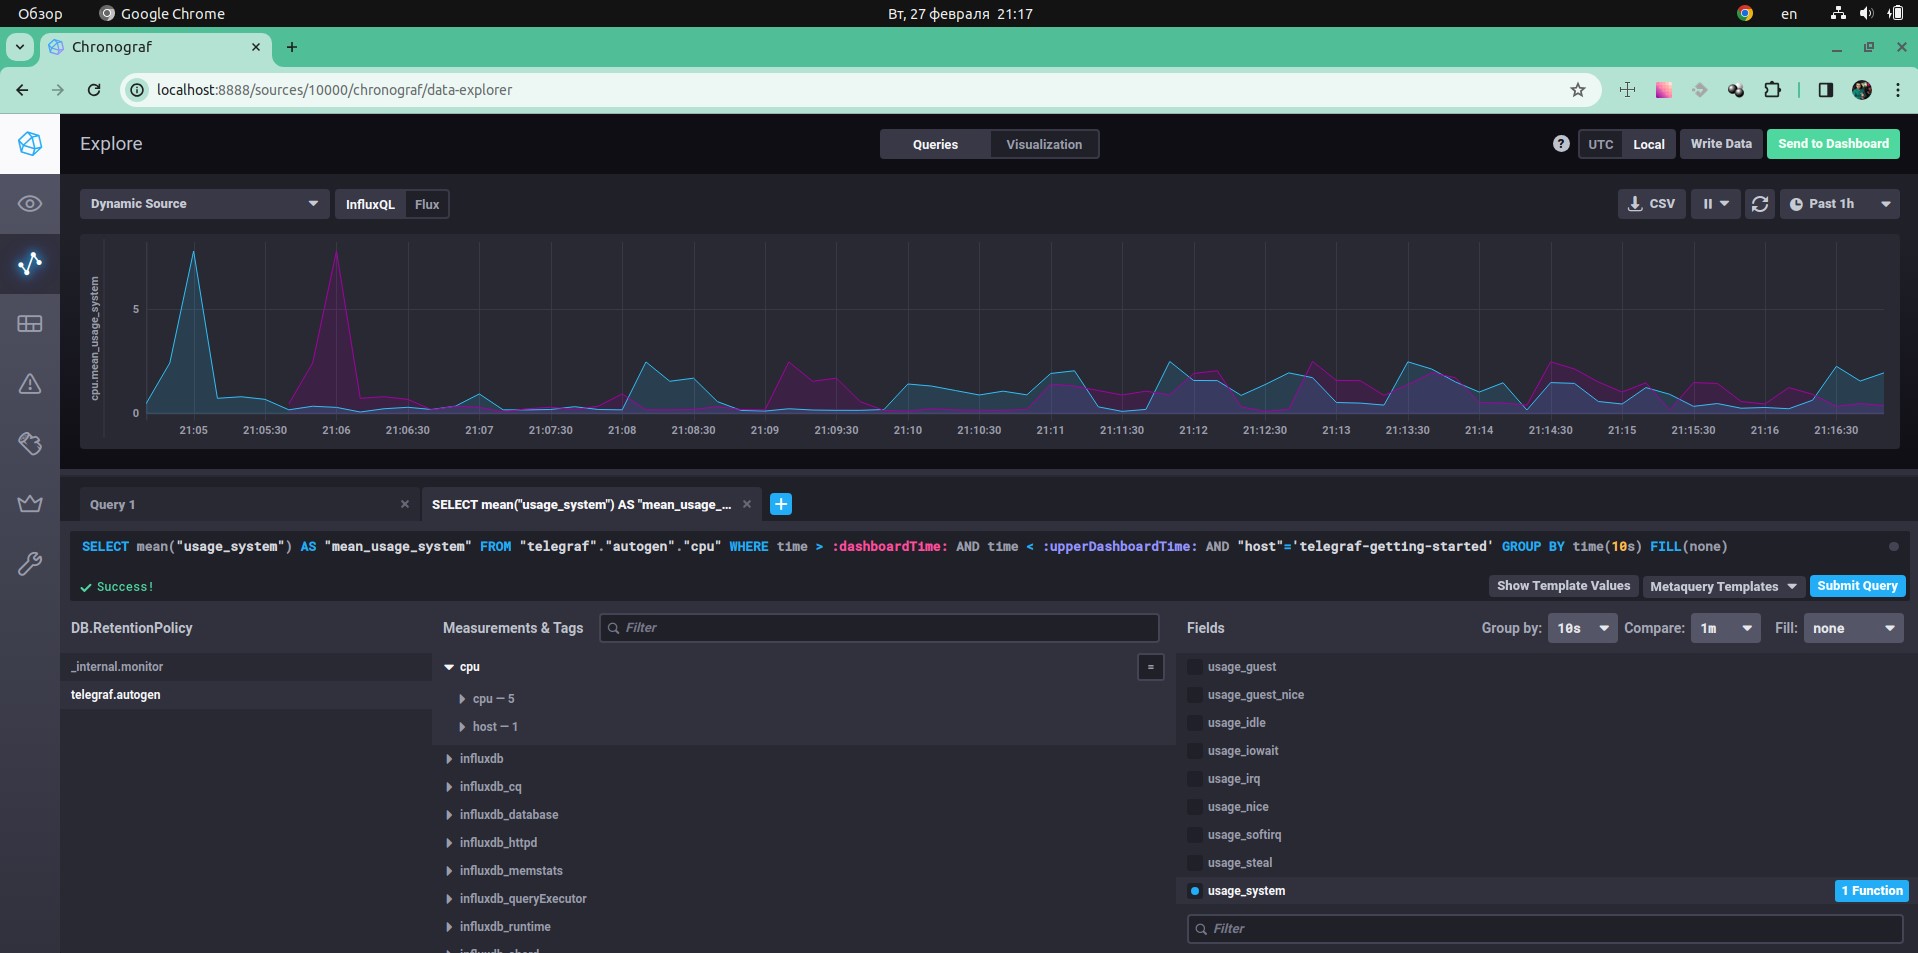 Обзор Google Chrome Вт, 27 февраля 21:17 en
Chronograf
localhost:8888/sources/10000/chronograf/data-explorer
Explore Queries Visualization ? UTC Local Write Data Send to Dashboard
Dynamic Source InfluxQL Flux CSV Past 1h
cpu.mean_usage_system
5
0
21:05 21:05:30 21:06 21:06:30 21:07 21:07:30 21:08 21:08:30 21:09 21:09:30 21:10 21:10:30 21:11 21:11:30 21:12 21:12:30 21:13 21:13:30 21:14 21:14:30 21:15 21:15:30 21:16 21:16:30
Query 1 SELECT mean("usage_system") AS "mean_usage_...
SELECT mean("usage_system") AS "mean_usage_system" FROM "telegraf"."autogen"."cpu" WHERE time > :dashboardTime: AND time < :upperDashboardTime: AND "host"='telegraf-getting-started' GROUP BY time(10s) FILL(none)
Success! Show Template Values Metaquery Templates Submit Query
DB.RetentionPolicy
_internal.monitor
telegraf.autogen
Measurements & Tags Filter
cpu =
cpu — 5
host — 1
influxdb
influxdb_cq
influxdb_database
influxdb_httpd
influxdb_memstats
influxdb_queryExecutor
influxdb_runtime
Fields Group by: 10s Compare: 1m Fill: none
usage_guest
usage_guest_nice
usage_idle
usage_iowait
usage_irq
usage_nice
usage_softirq
usage_steal
usage_system 1 Function
Filter